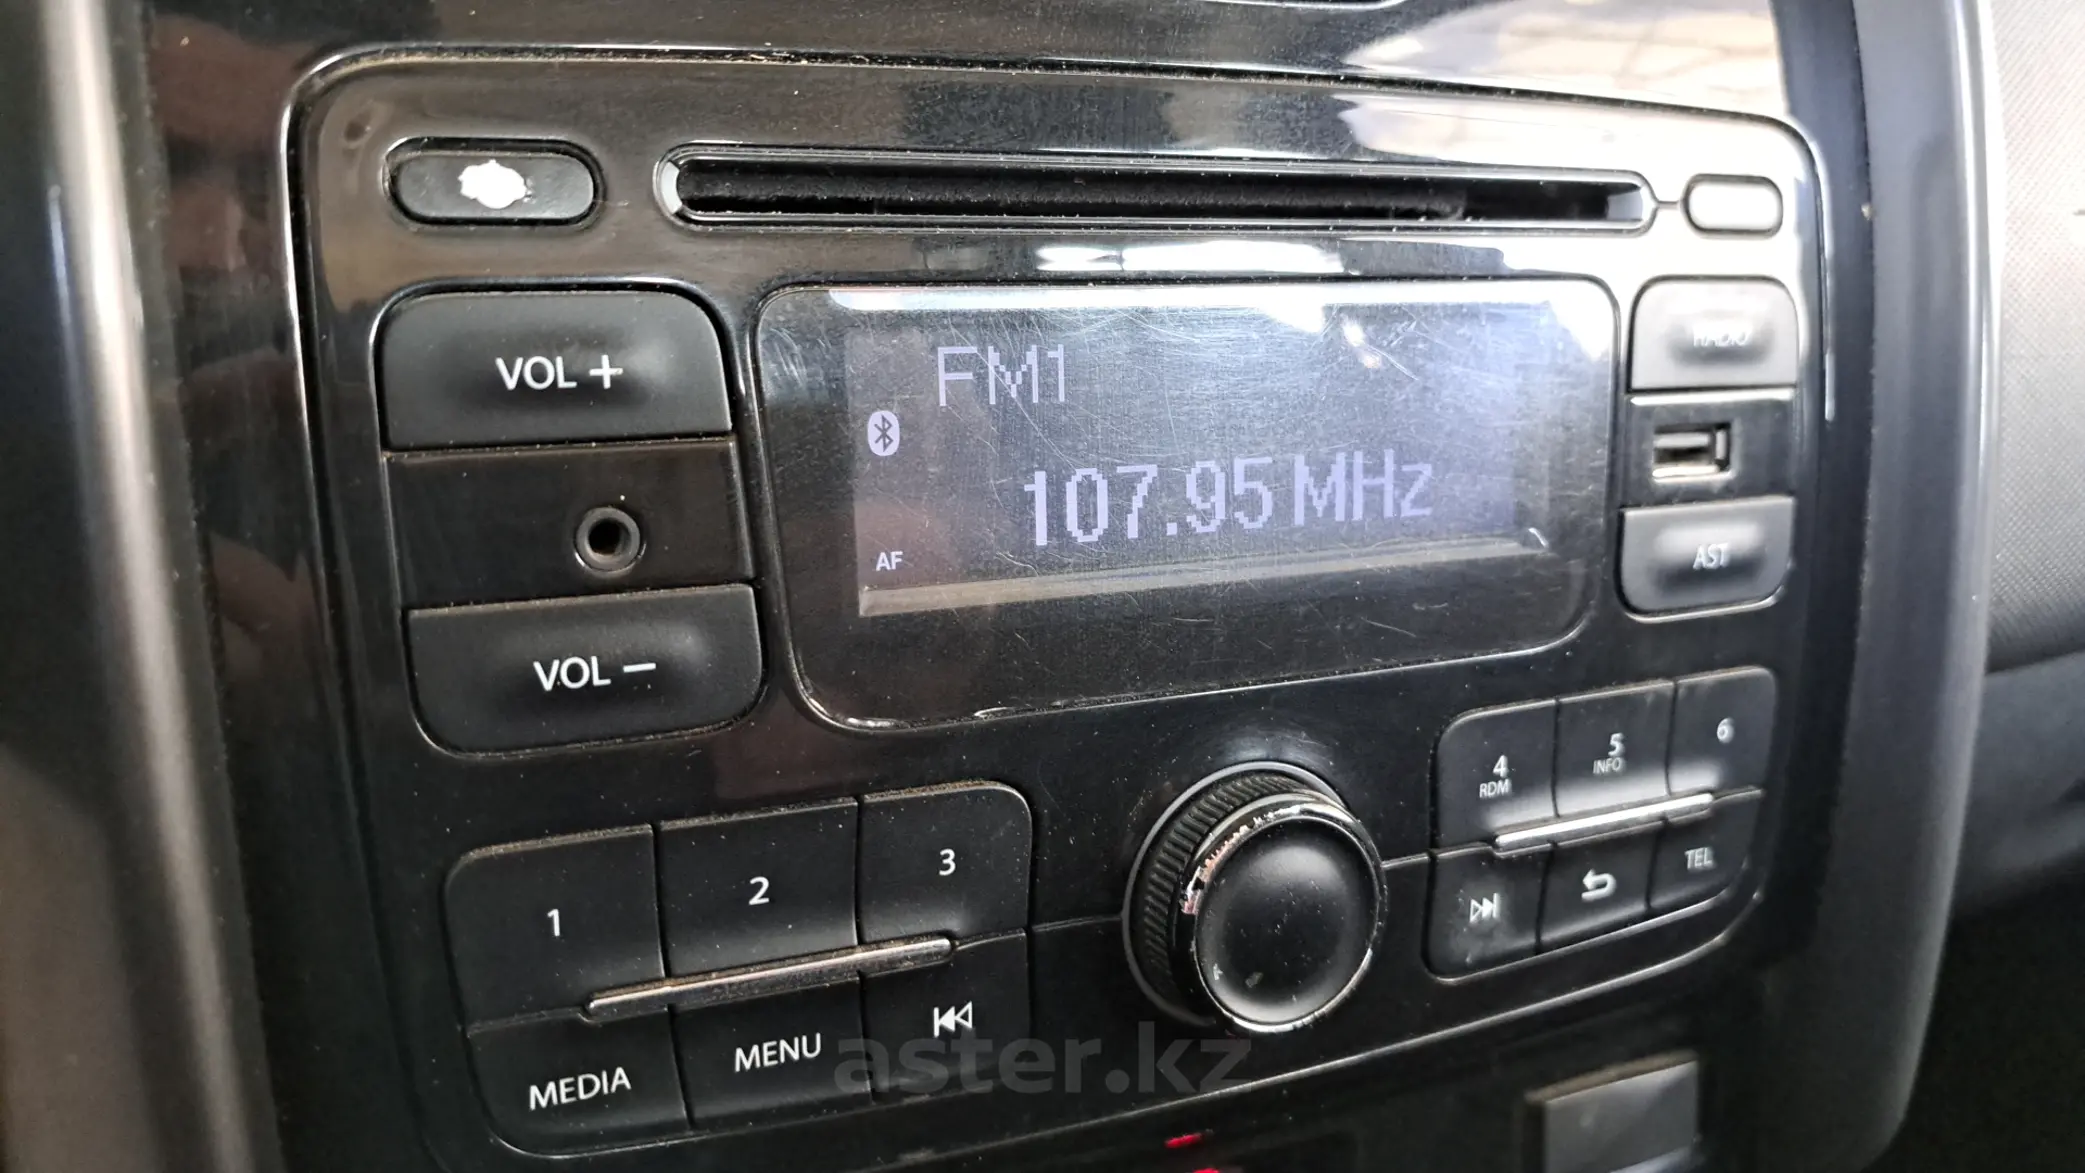 VOL +
FM1
RADIO
107.95 MHz
AF
AST
VOL −
1
2
3
4
RDM
5
INFO
6
MEDIA
MENU
TEL
aster.kz